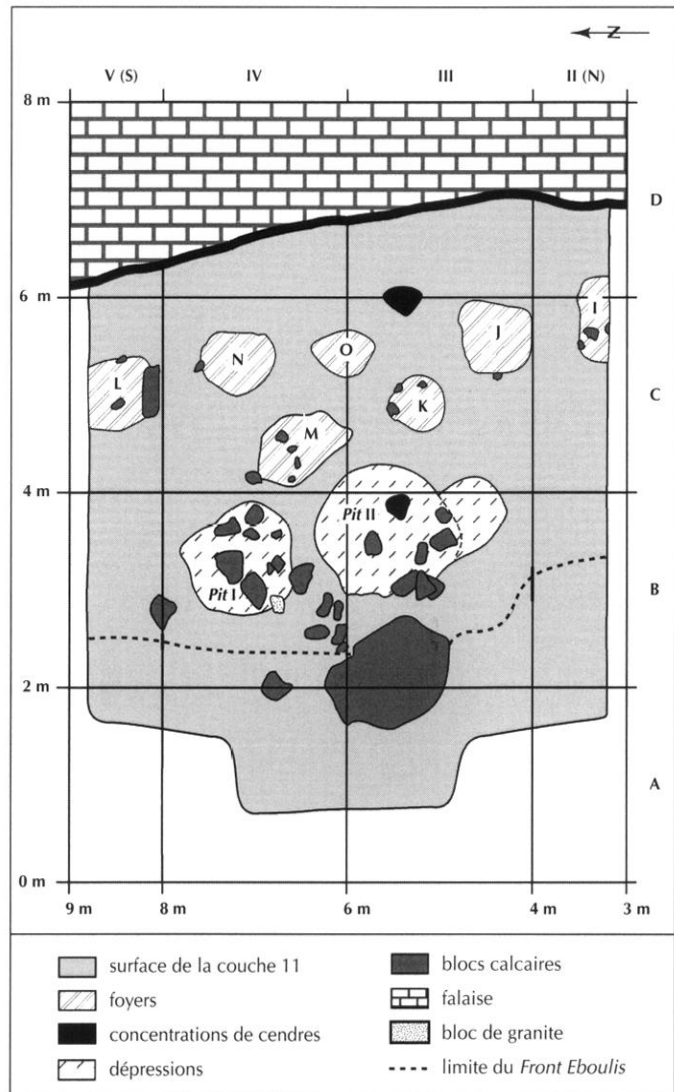 N
V (S) IV III II (N)
8 m
D
6 m
I
J
O
N
L
C
K
M
4 m
Pit II
Pit I
B
2 m
A
0 m
9 m 8 m 6 m 4 m 3 m
surface de la couche 11
foyers
concentrations de cendres
dépressions
blocs calcaires
falaise
bloc de granite
limite du Front Eboulis